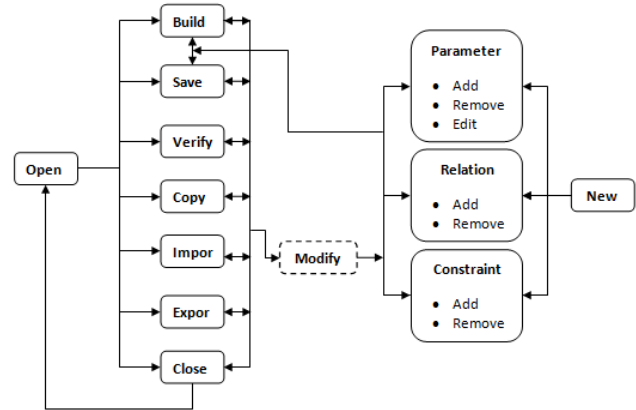 Build
Save
Verify
Open
Copy
Impor
Modify
Expor
Close
Parameter
• Add
• Remove
• Edit
Relation
• Add
• Remove
New
Constraint
• Add
• Remove